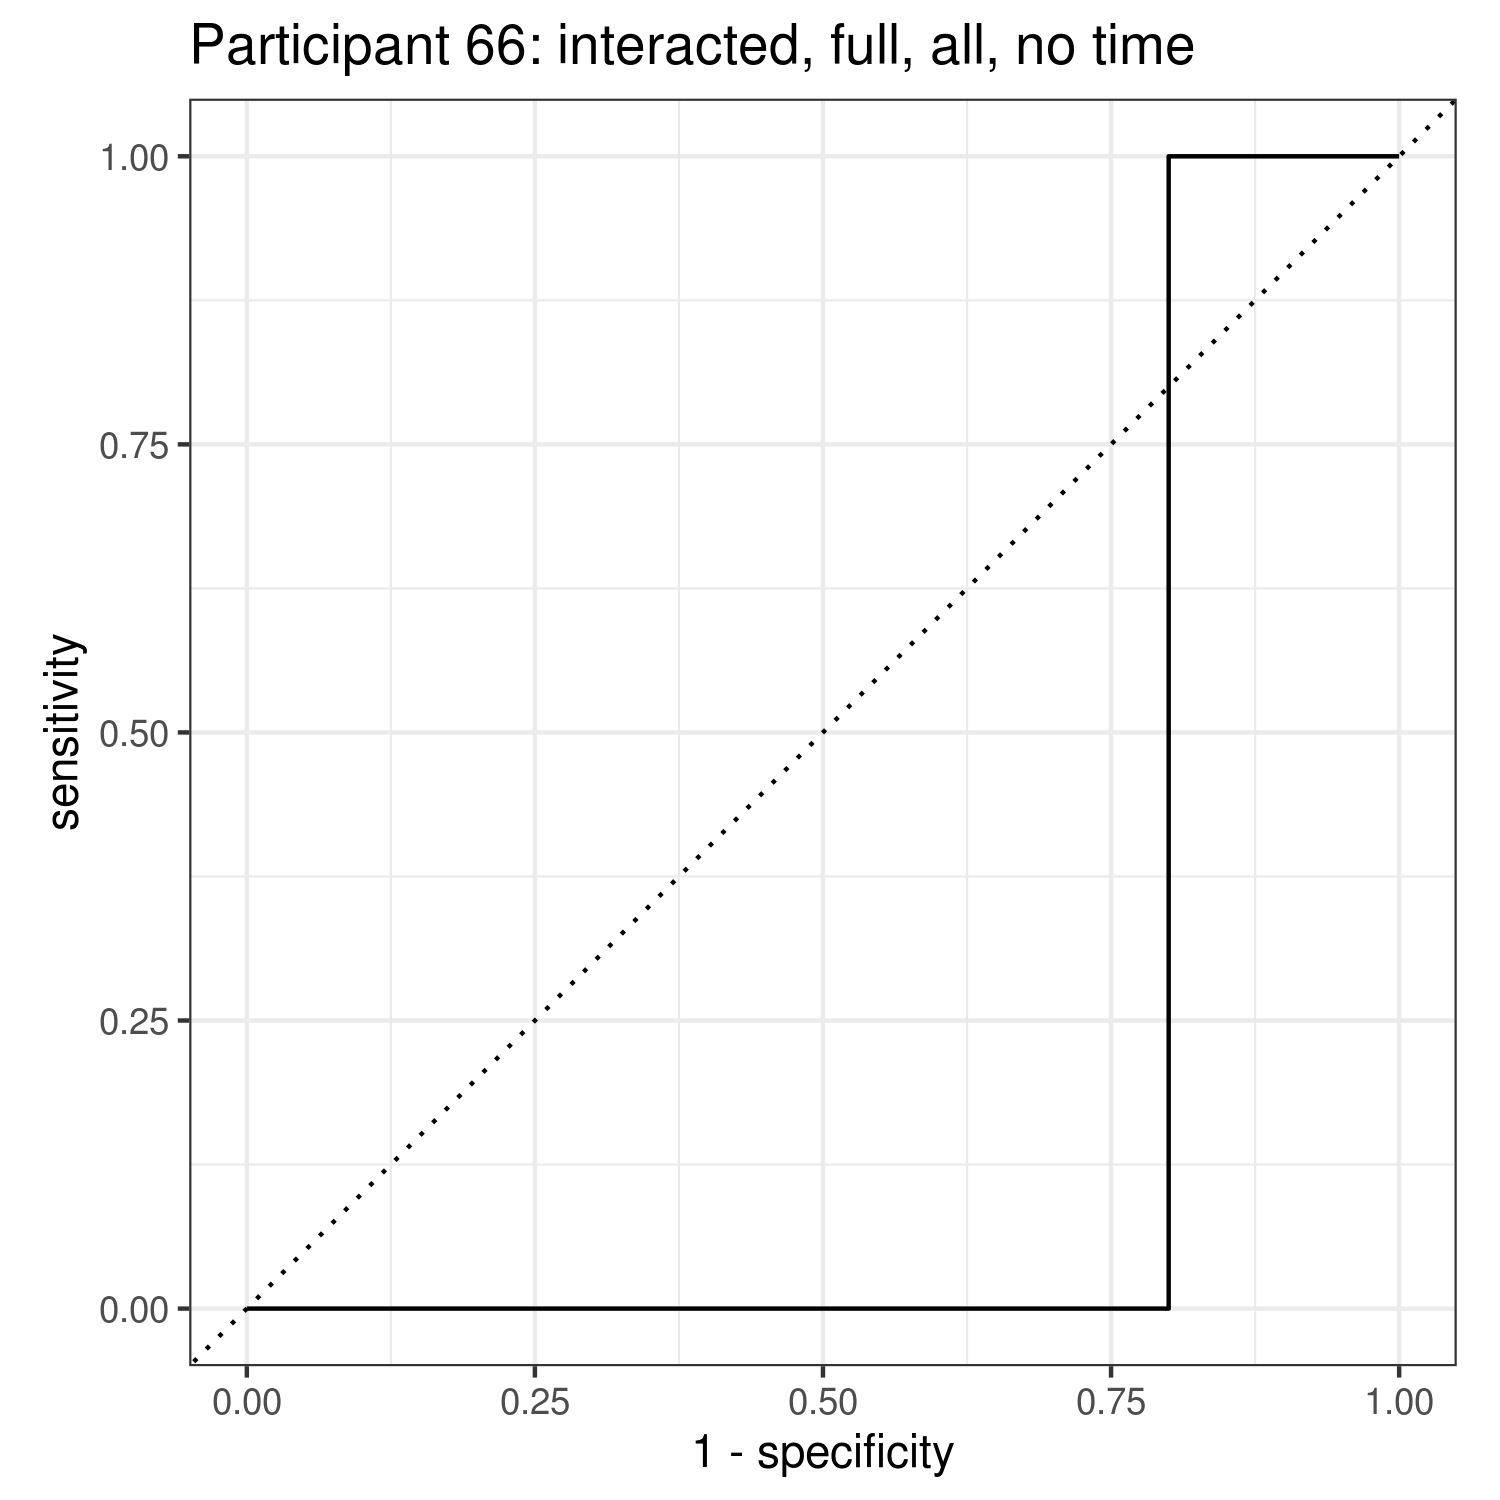 Participant 66: interacted, full, all, no time
1.00
0.75
0.50
0.25
0.00
sensitivity
0.00 0.25 0.50 0.75 1.00
1 - specificity